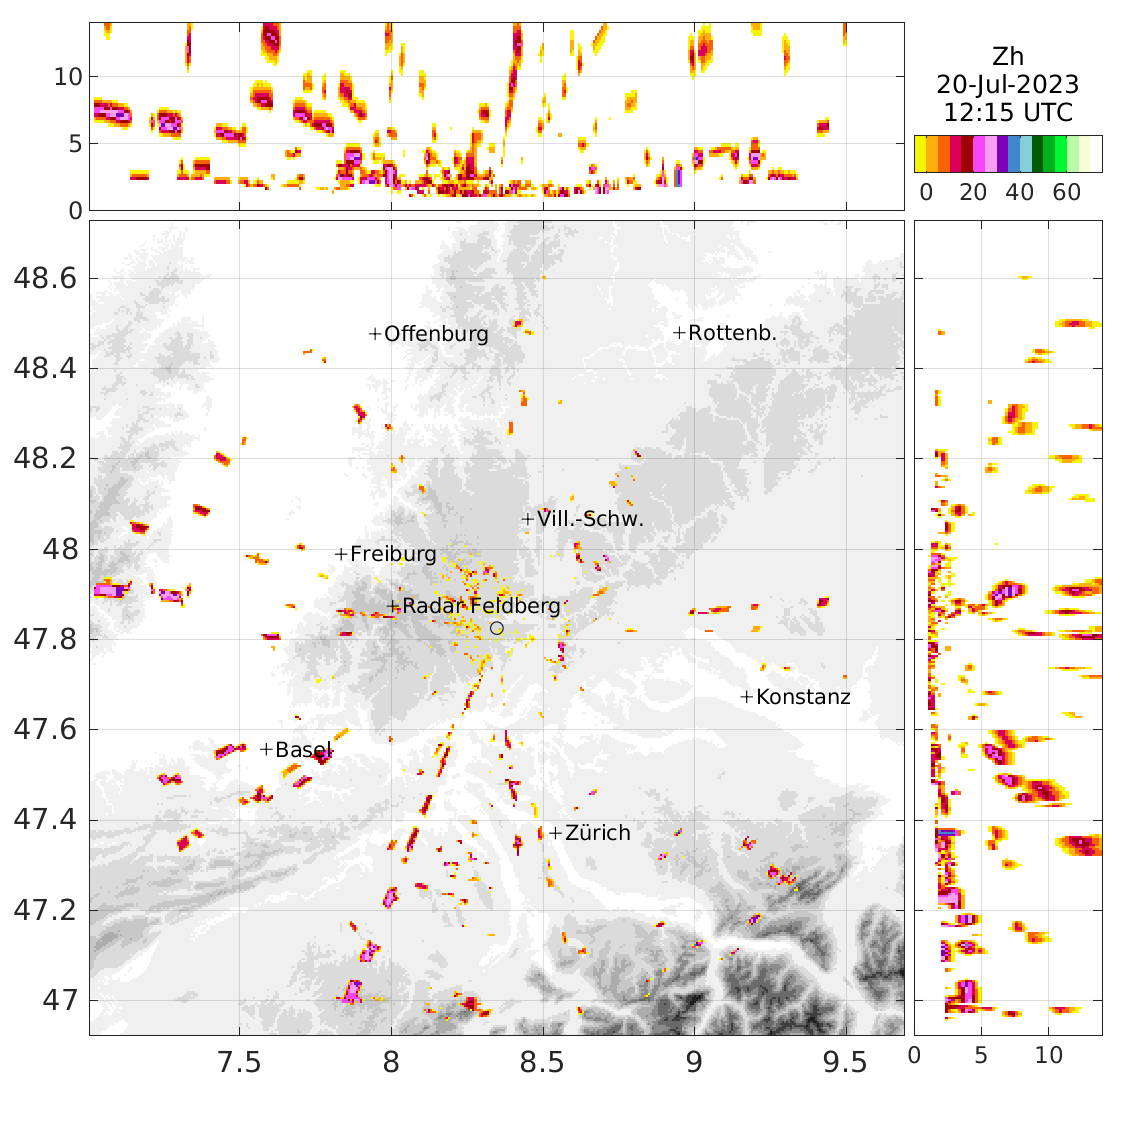 Zh
20-Jul-2023
12:15 UTC
0 20 40 60
10
5
0
48.6
48.4
48.2
48
47.8
47.6
47.4
47.2
47
+Offenburg
+Rottenb.
+Vill.-Schw.
+Freiburg
+Radar Feldberg
+Konstanz
+Basel
+Zürich
7.5 8 8.5 9 9.5
0 5 10